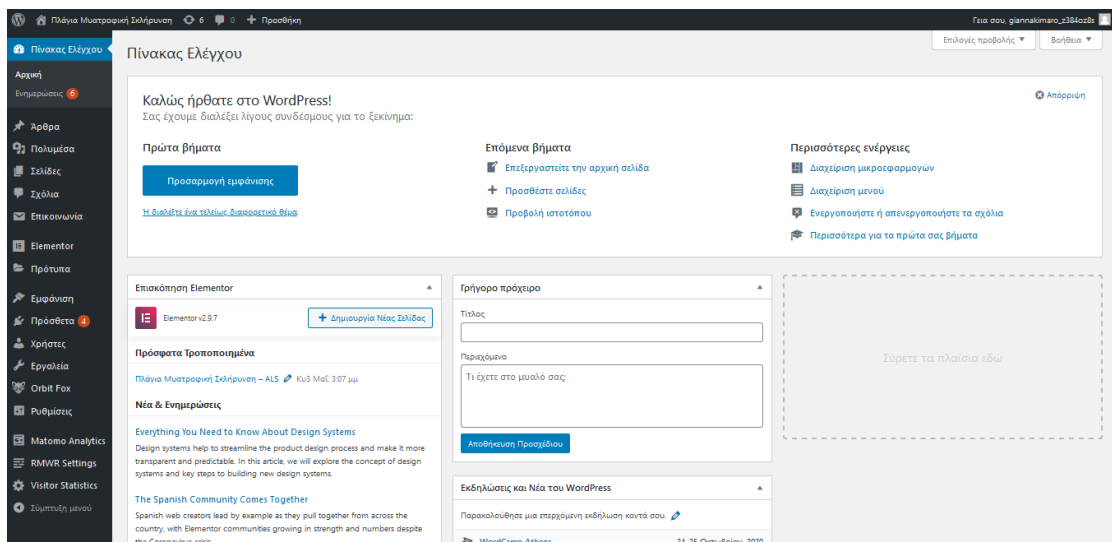 Πλάγια Μυατροφική Σκλήρυνση 6 0 + Προσθήκη Γεια σου, giannakimaro_z384oz8s
Πίνακας Ελέγχου
Αρχική
Ενημερώσεις 6
Άρθρα
Πολυμέσα
Σελίδες
Σχόλια
Επικοινωνία
Elementor
Πρότυπα
Εμφάνιση
Πρόσθετα 4
Χρήστες
Εργαλεία
Orbit Fox
Ρυθμίσεις
Matomo Analytics
RMWR Settings
Visitor Statistics
Σύμπτυξη μενού
Επιλογές προβολής ▼ Βοήθεια ▼
Πίνακας Ελέγχου
Καλώς ήρθατε στο WordPress!
Απόρριψη
Σας έχουμε διαλέξει λίγους συνδέσμους για το ξεκίνημα:
Πρώτα βήματα
Προσαρμογή εμφάνισης
Ή διαλέξτε ένα τελείως διαφορετικό θέμα.
Επόμενα βήματα
Επεξεργαστείτε την αρχική σελίδα
Προσθέστε σελίδες
Προβολή ιστοτόπου
Περισσότερες ενέργειες
Διαχείριση μικροεφαρμογών
Διαχείριση μενού
Ενεργοποιήστε ή απενεργοποιήστε τα σχόλια
Περισσότερα για τα πρώτα σας βήματα
Επισκόπηση Elementor
Elementor v2.9.7
+ Δημιουργία Νέας Σελίδας
Πρόσφατα Τροποποιημένα
Πλάγια Μυατροφική Σκλήρυνση – ALS Κυ3 Μαΐ, 3:07 μμ
Νέα & Ενημερώσεις
Everything You Need to Know About Design Systems
Design systems help to streamline the product design process and make it more
transparent and predictable. In this article, we will explore the concept of design
systems and key steps to building new design systems.
The Spanish Community Comes Together
Spanish web creators lead by example as they pull together from across the
country, with Elementor communities growing in strength and numbers despite
the Coronavirus crisis
Γρήγορο πρόχειρο
Τίτλος
Περιεχόμενο
Τι έχετε στο μυαλό σας;
Αποθήκευση Προσχέδιου
Εκδηλώσεις και Νέα του WordPress
Παρακολούθησε μια επερχόμενη εκδήλωση κοντά σου.
WordCamp Athens 24–25 Οκτωβρίου, 2020
Σύρετε τα πλαίσια εδώ